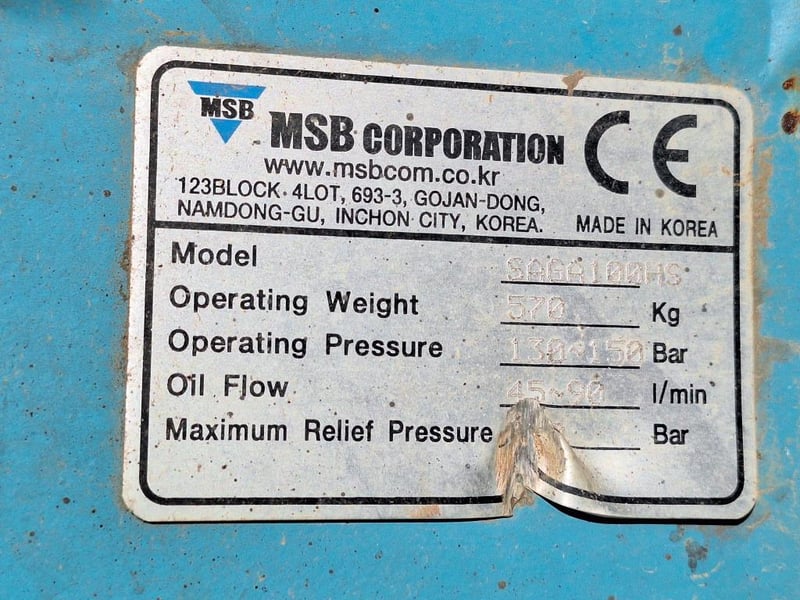 MSB
MSB CORPORATION
www.msbcom.co.kr
123BLOCK 4LOT, 693-3, GOJAN-DONG,
NAMDONG-GU, INCHON CITY, KOREA.
CE
MADE IN KOREA
Model SAGA100HS
Operating Weight 570 Kg
Operating Pressure 130~150 Bar
Oil Flow 45~90 l/min
Maximum Relief Pressure Bar